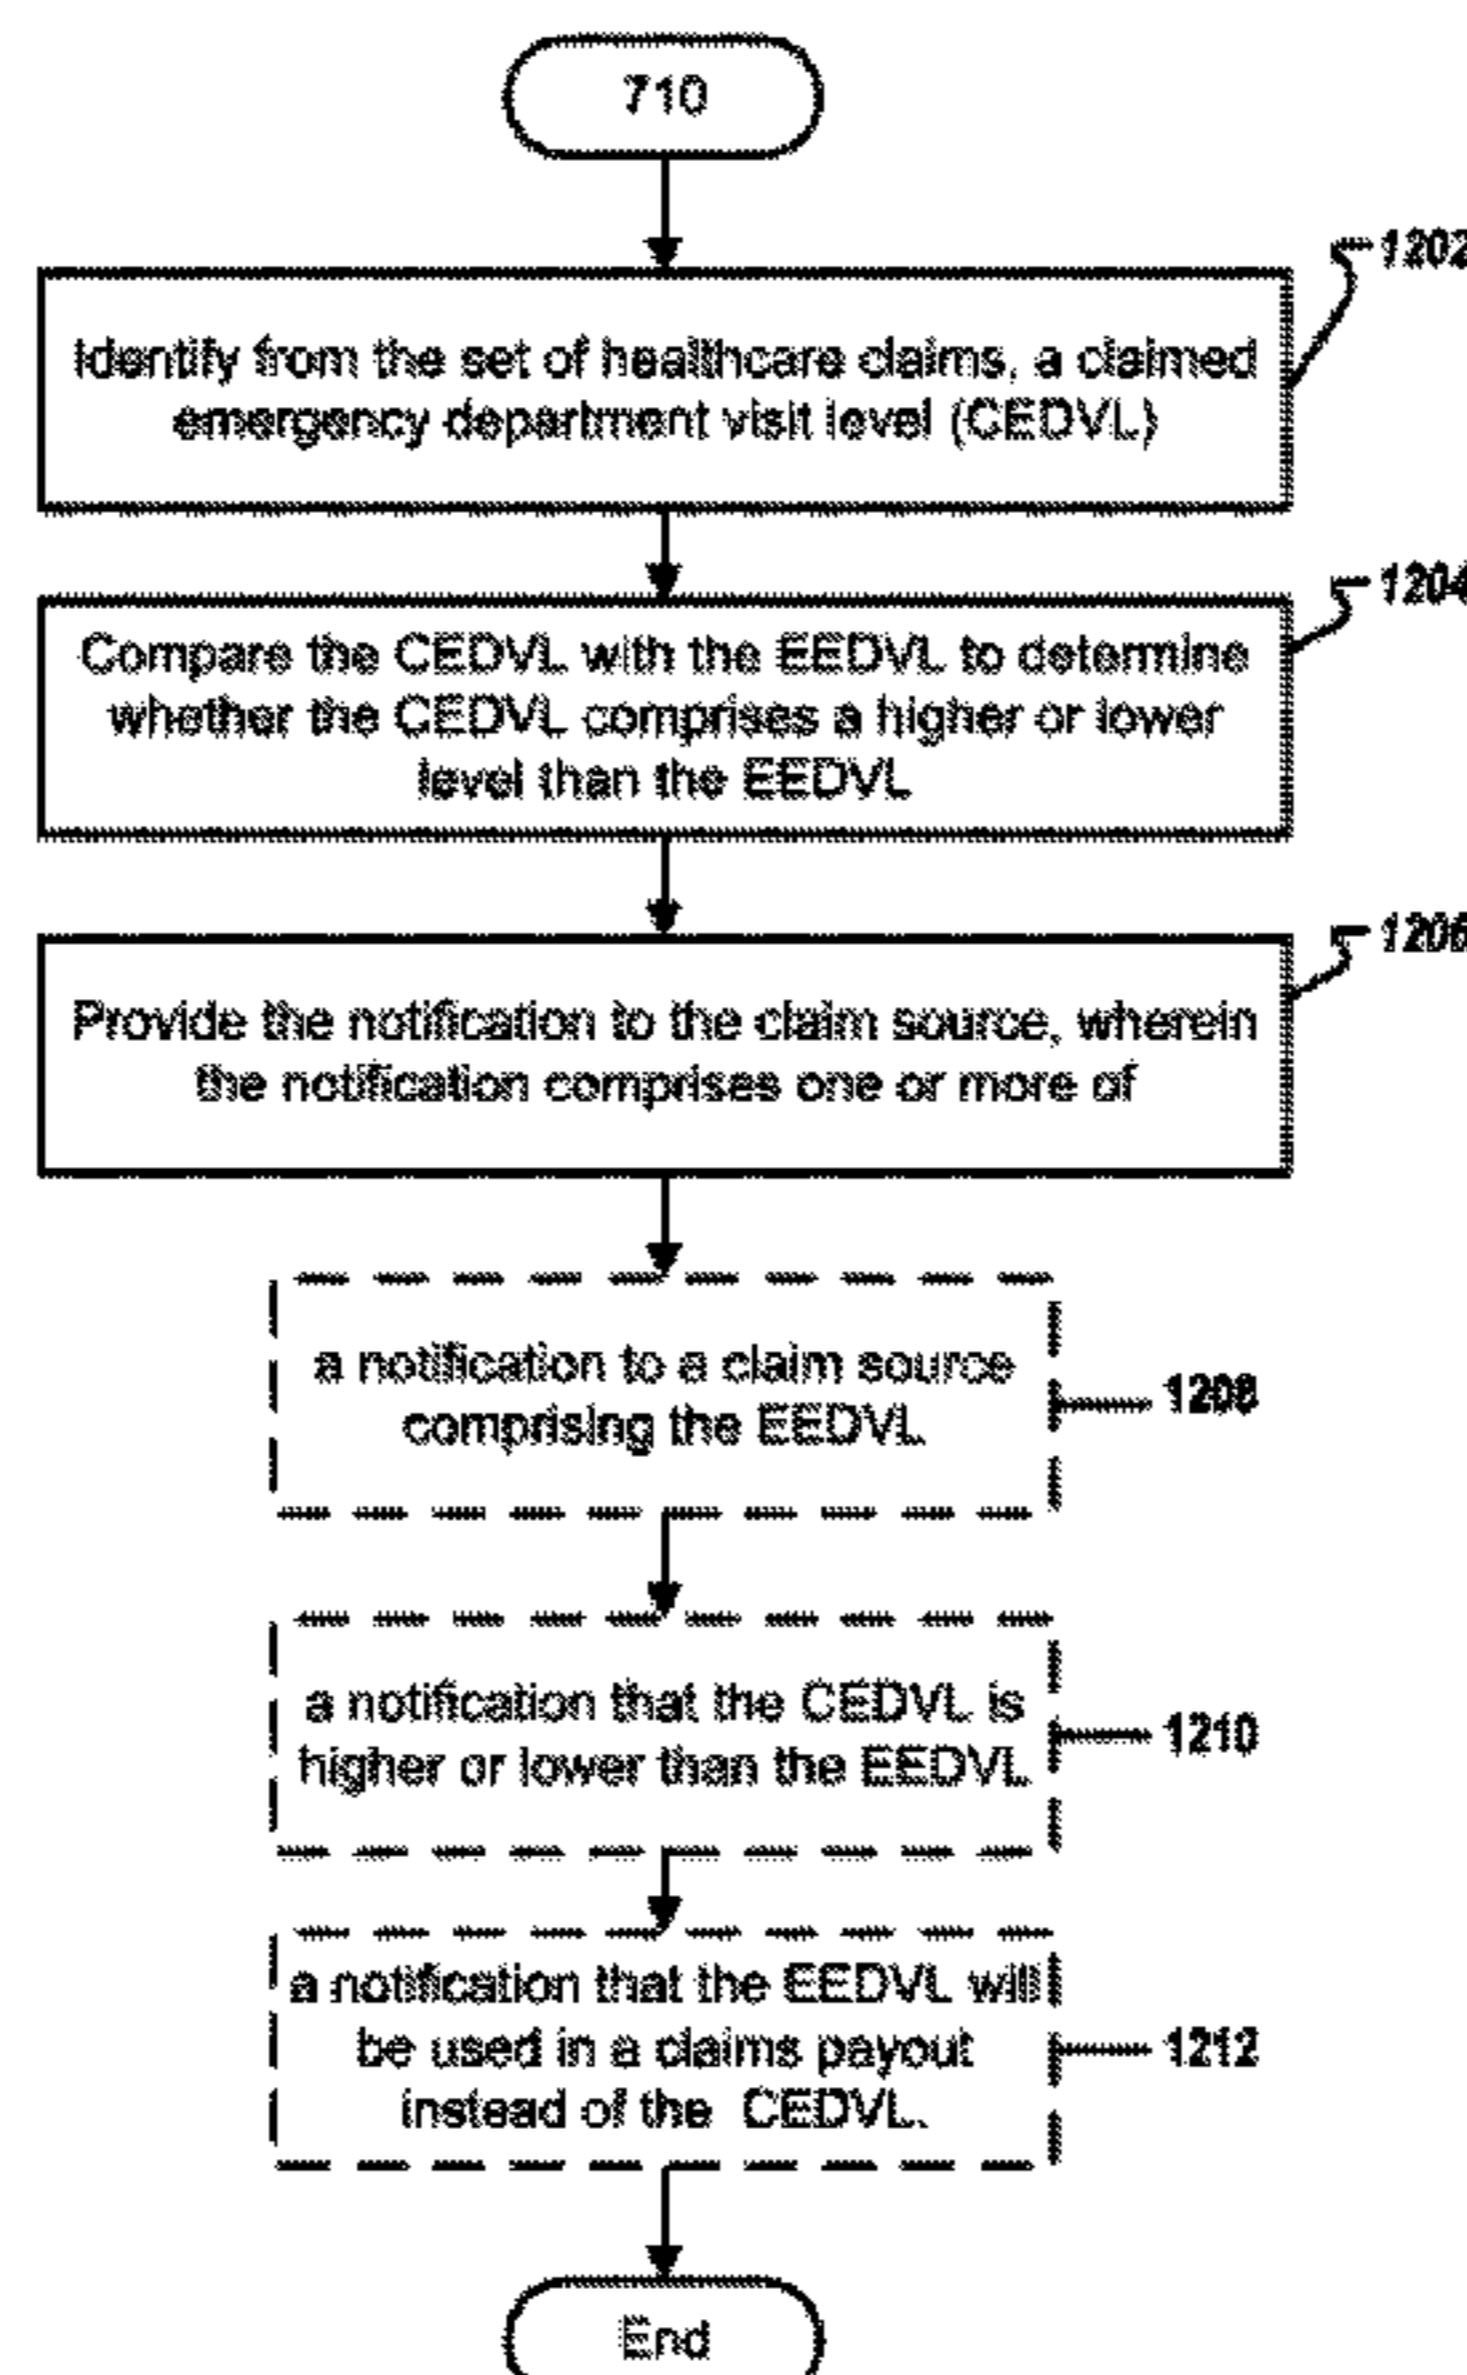 710
1202
Identify from the set of healthcare claims, a claimed
emergency department visit level (CEDVL)
1204
Compare the CEDVL with the EEDVL to determine
whether the CEDVL comprises a higher or lower
level than the EEDVL
1206
Provide the notification to the claim source, wherein
the notification comprises one or more of
a notification to a claim source
comprising the EEDVL
1208
a notification that the CEDVL is
higher or lower than the EEDVL
1210
a notification that the EEDVL will
be used in a claims payout
instead of the CEDVL.
1212
End